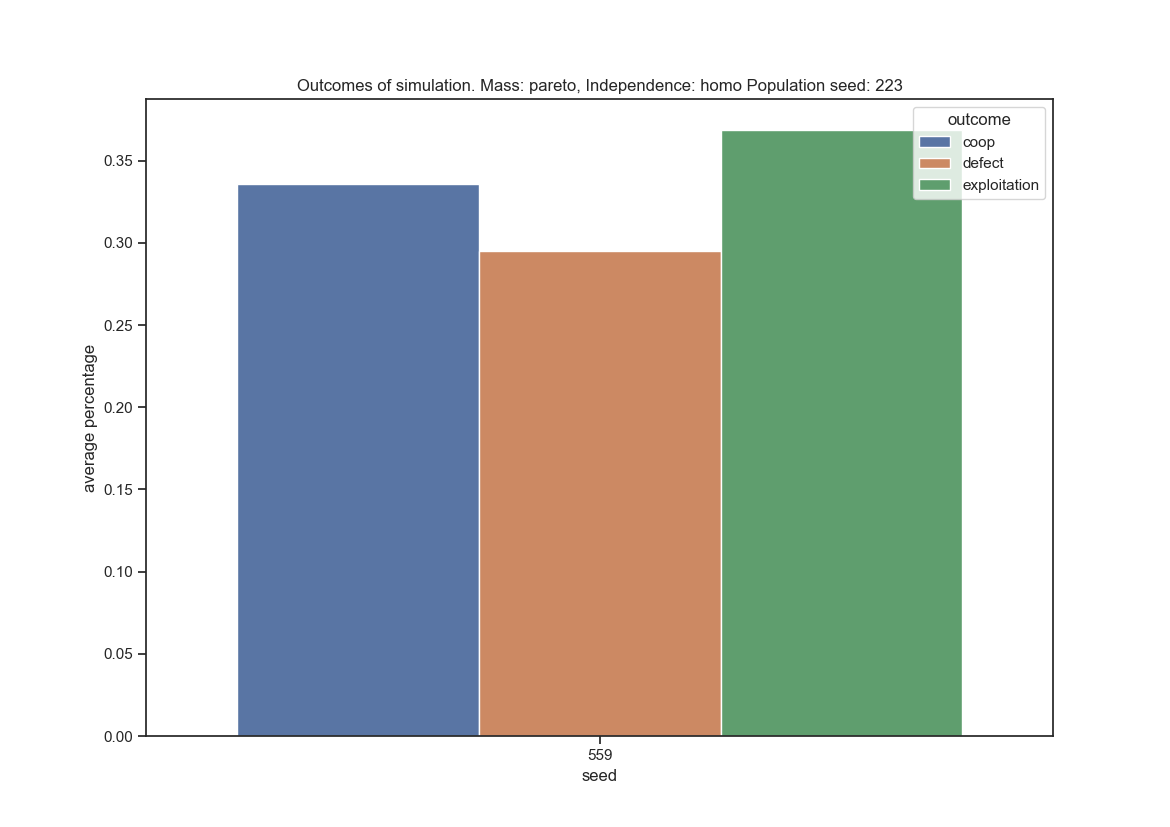 Outcomes of simulation. Mass: pareto, Independence: homo Population seed: 223
outcome
coop
defect
exploitation
average percentage
0.35
0.30
0.25
0.20
0.15
0.10
0.05
0.00
559
seed